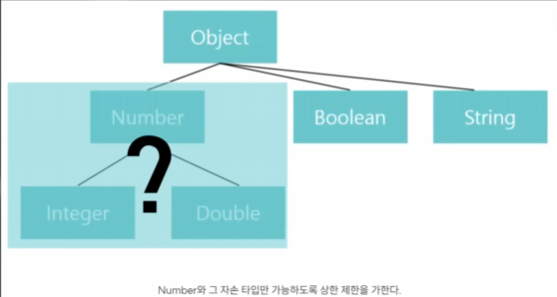 Object
Number
Boolean
String
?
Integer
Double
Number와 그 자손 타입만 가능하도록 상한 제한을 가한다.